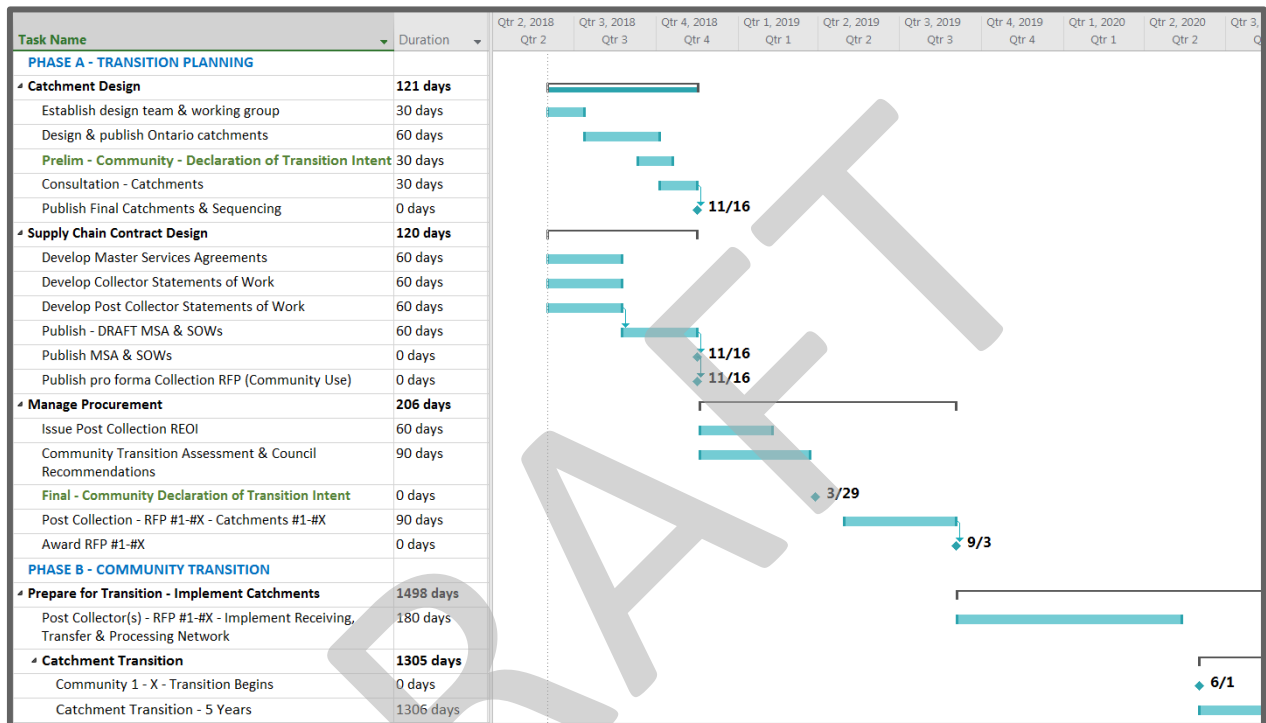 Qtr 2, 2018 Qtr 3, 2018 Qtr 4, 2018 Qtr 1, 2019 Qtr 2, 2019 Qtr 3, 2019 Qtr 4, 2019 Qtr 1, 2020 Qtr 2, 2020 Qtr 3,
Task Name Duration Qtr 2 Qtr 3 Qtr 4 Qtr 1 Qtr 2 Qtr 3 Qtr 4 Qtr 1 Qtr 2
PHASE A - TRANSITION PLANNING
Catchment Design 121 days
Establish design team & working group 30 days
Design & publish Ontario catchments 60 days
Prelim - Community - Declaration of Transition Intent 30 days
Consultation - Catchments 30 days
Publish Final Catchments & Sequencing 0 days 11/16
Supply Chain Contract Design 120 days
Develop Master Services Agreements 60 days
Develop Collector Statements of Work 60 days
Develop Post Collector Statements of Work 60 days
Publish - DRAFT MSA & SOWs 60 days
Publish MSA & SOWs 0 days 11/16
Publish pro forma Collection RFP (Community Use) 0 days 11/16
Manage Procurement 206 days
Issue Post Collection REOI 60 days
Community Transition Assessment & Council 90 days
Recommendations
Final - Community Declaration of Transition Intent 0 days 3/29
Post Collection - RFP #1-#X - Catchments #1-#X 90 days
Award RFP #1-#X 0 days 9/3
PHASE B - COMMUNITY TRANSITION
Prepare for Transition - Implement Catchments 1498 days
Post Collector(s) - RFP #1-#X - Implement Receiving, 180 days
Transfer & Processing Network
Catchment Transition 1305 days
Community 1 - X - Transition Begins 0 days 6/1
Catchment Transition - 5 Years 1306 days
DRAFT